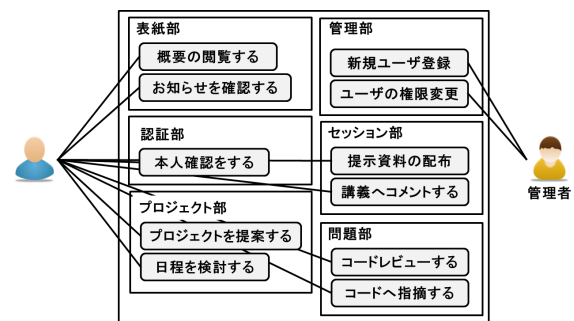 表紙部
概要の閲覧する
お知らせを確認する
認証部
本人確認をする
プロジェクト部
プロジェクトを提案する
日程を検討する
管理部
新規ユーザ登録
ユーザの権限変更
セッション部
提示資料の配布
講義へコメントする
問題部
コードレビューする
コードへ指摘する
管理者